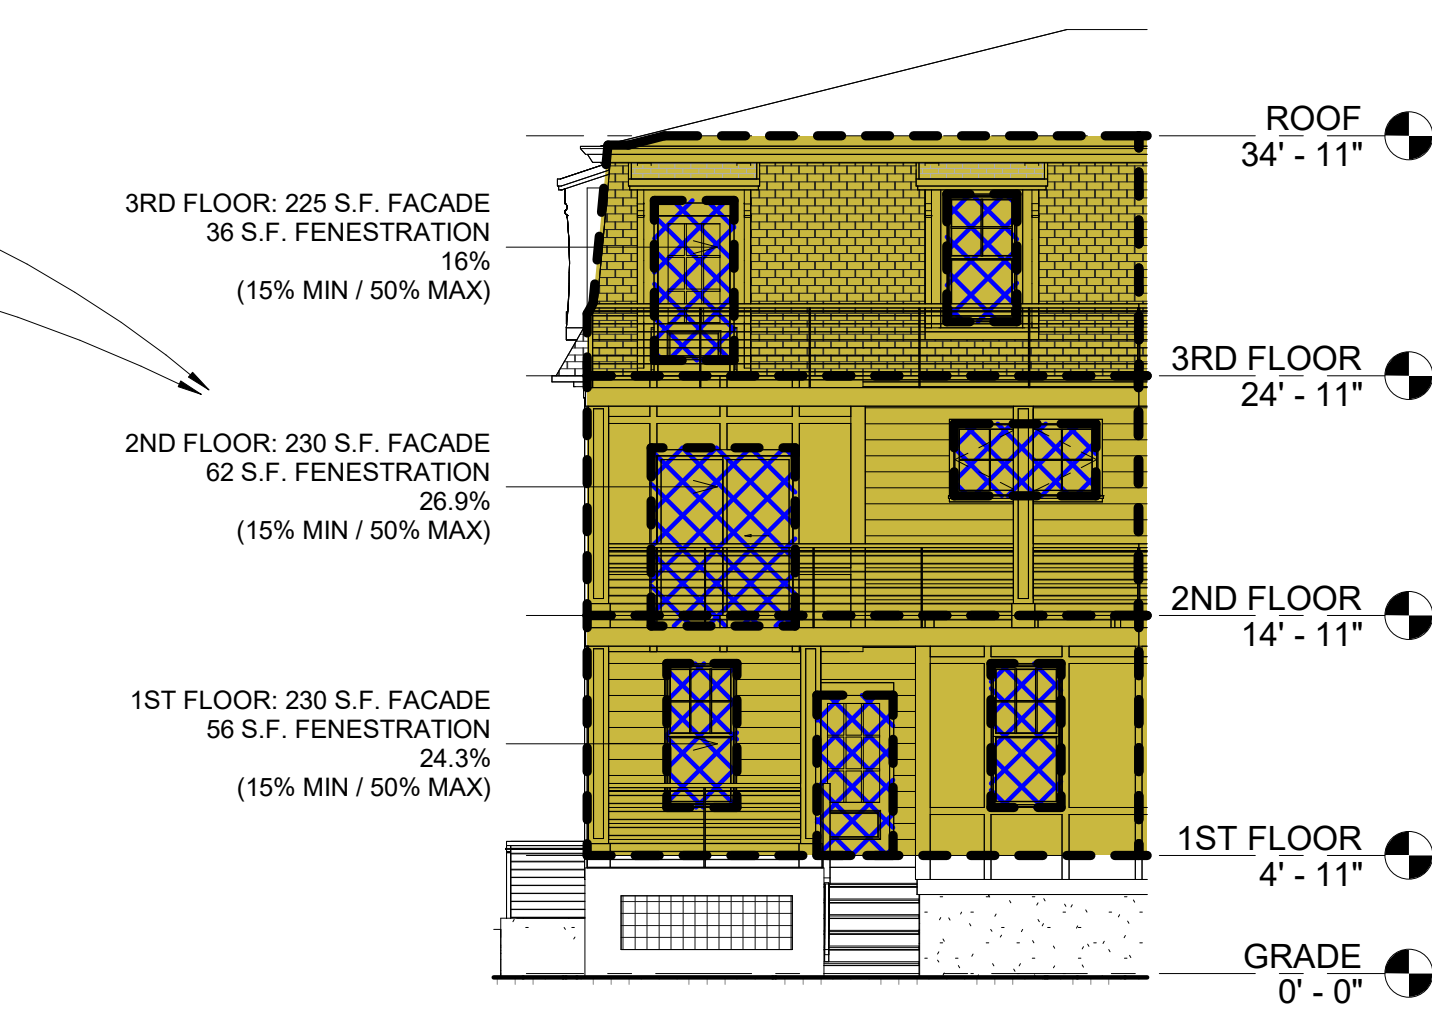 ROOF
34' - 11"
3RD FLOOR: 225 S.F. FACADE
36 S.F. FENESTRATION
16%
(15% MIN / 50% MAX)
3RD FLOOR
24' - 11"
2ND FLOOR: 230 S.F. FACADE
62 S.F. FENESTRATION
26.9%
(15% MIN / 50% MAX)
2ND FLOOR
14' - 11"
1ST FLOOR: 230 S.F. FACADE
56 S.F. FENESTRATION
24.3%
(15% MIN / 50% MAX)
1ST FLOOR
4' - 11"
GRADE
0' - 0"